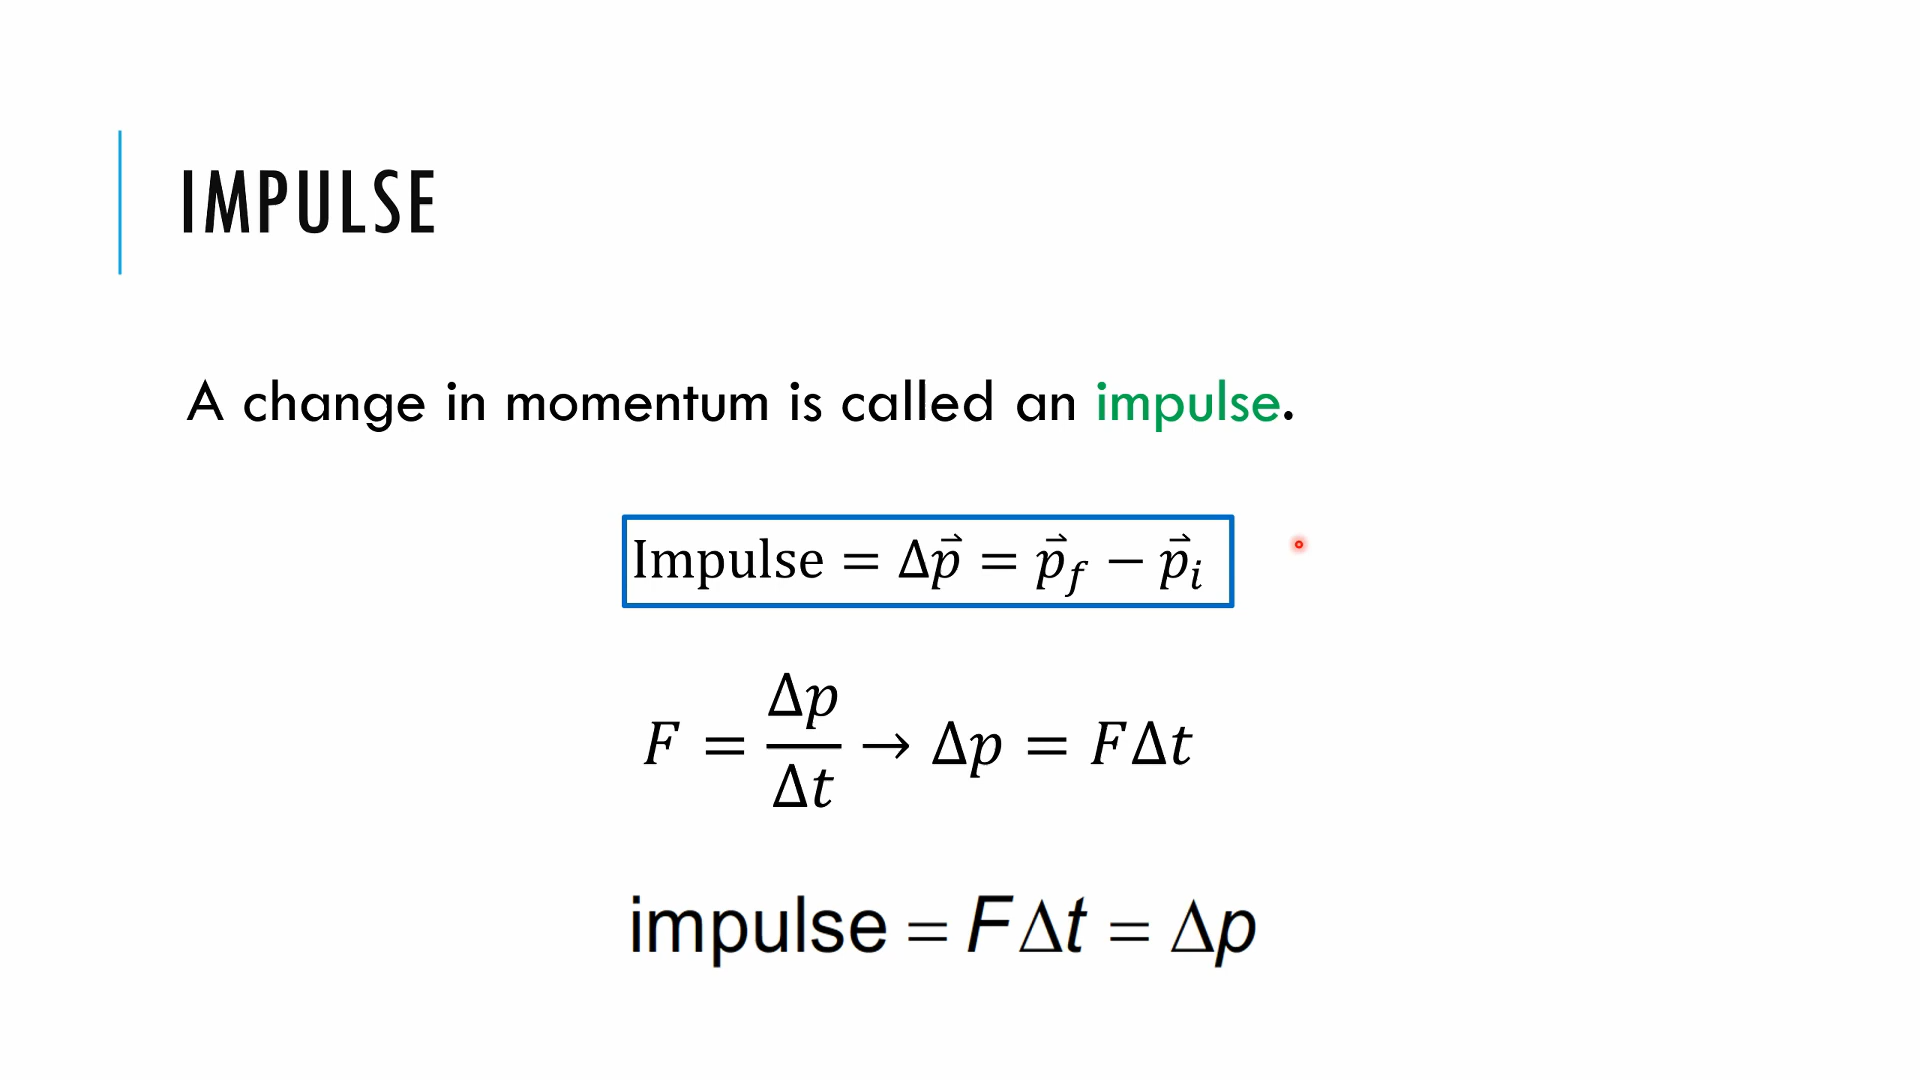 IMPULSE
A change in momentum is called an impulse.
Impulse = Δp⃗ = p⃗_f − p⃗_i
F = Δp/Δt → Δp = FΔt
impulse = FΔt = Δp